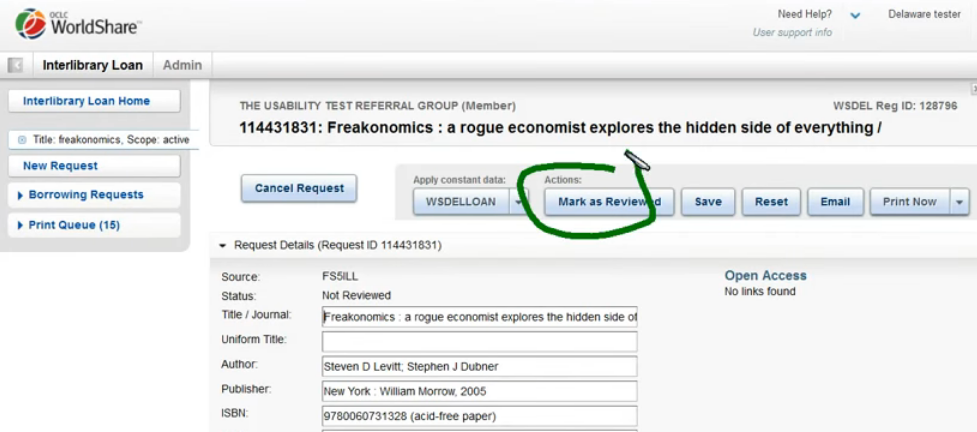 OCLC
WorldShare™
Need Help?
Delaware tester
User support info
Interlibrary Loan
Admin
Interlibrary Loan Home
Title: freakonomics, Scope: active
New Request
Borrowing Requests
Print Queue (15)
THE USABILITY TEST REFERRAL GROUP (Member)
WSDEL Reg ID: 128796
114431831: Freakonomics : a rogue economist explores the hidden side of everything /
Cancel Request
Apply constant data:
WSDELLOAN
Actions:
Mark as Reviewed
Save
Reset
Email
Print Now
Request Details (Request ID 114431831)
Source: FS5ILL
Status: Not Reviewed
Title / Journal: Freakonomics : a rogue economist explores the hidden side of
Uniform Title:
Author: Steven D Levitt; Stephen J Dubner
Publisher: New York : William Morrow, 2005
ISBN: 9780060731328 (acid-free paper)
Open Access
No links found